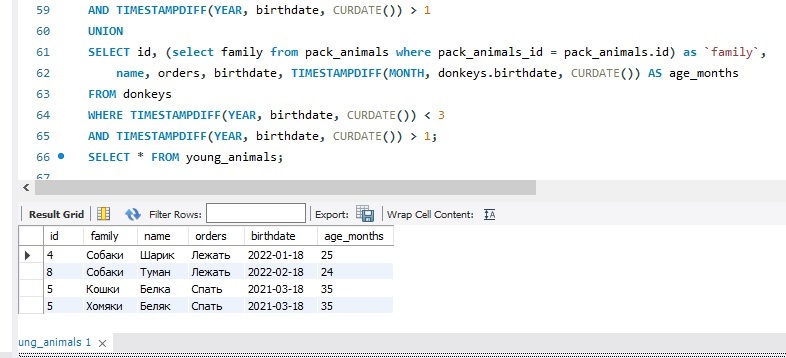 59 AND TIMESTAMPDIFF(YEAR, birthdate, CURDATE()) > 1
60 UNION
61 SELECT id, (select family from pack_animals where pack_animals_id = pack_animals.id) as `family`,
62 name, orders, birthdate, TIMESTAMPDIFF(MONTH, donkeys.birthdate, CURDATE()) AS age_months
63 FROM donkeys
64 WHERE TIMESTAMPDIFF(YEAR, birthdate, CURDATE()) < 3
65 AND TIMESTAMPDIFF(YEAR, birthdate, CURDATE()) > 1;
66 SELECT * FROM young_animals;
67
Result Grid Filter Rows: Export: Wrap Cell Content: IA
id family name orders birthdate age_months
4 Собаки Шарик Лежать 2022-01-18 25
8 Собаки Туман Лежать 2022-02-18 24
5 Кошки Белка Спать 2021-03-18 35
5 Хомяки Беляк Спать 2021-03-18 35
ung_animals 1 ×